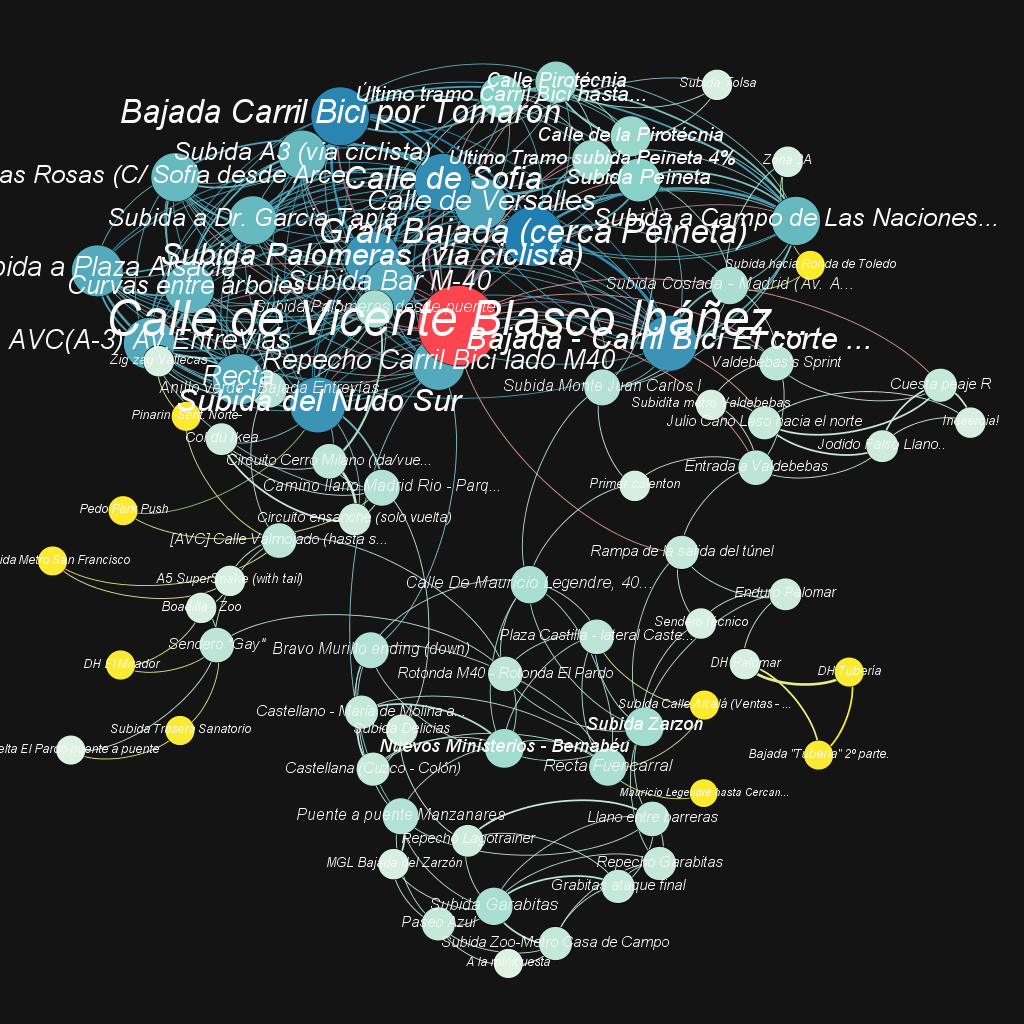 Calle Pirotécnia
Subida Tolsa
Último tramo Carril Bici hasta...
Bajada Carril Bici por Tomarón
Calle de la Pirotécnia
Subida A3 (vía ciclista)
Último Tramo subida Peineta 4%
Zona ZA
as Rosas (C/ Sofia desde Arce
Calle de Sofía
Subida Peineta
Calle de Versalles
Subida a Dr. Garcia Tapia
Subida a Campo de Las Naciones...
Gran Bajada (cerca Peineta)
Subida Palomeras (via ciclista)
bida a Plaza Alsacia
Subida hacia Ronda de Toledo
Curvas entre árboles
Subida Bar M-40
Subida Coslada - Madrid (Av. A...
Subida Palomeras desde puente
Calle de Vicente Blasco Ibáñez...
AVC(A-3) Av Entrevias
Bajada - Carril Bici El corte ...
Zig zag Vallecas
Repecho Carril Bici lado M40
Valdebebas's Sprint
Recta
Anillo Verde - Bajada Entrevías
Subida Monte Juan Carlos I
Cuesta peaje R
Subida del Nudo Sur
Subidita metro Valdebebas
Pinarin-Sent. Norte-
Julio Cano Laso hacia el norte
Indeencia!
Cordu Ikea
Jodido Falso Llano..
Circuito Cerro Milano (ida/vue...
Entrada a Valdebebas
Camino llano Madrid Rio - Parq...
Primer calenton
Pedo Park Push
Circuito ensanche (solo vuelta)
[AVC] Calle Valmojado (hasta s...
Rampa de la salida del túnel
ida Metro San Francisco
A5 SuperSnake (with tail)
Calle De Mauricio Legendre, 40...
Enduro Palomar
Boadilla - Zoo
Sendero técnico
Plaza Castilla - lateral Caste...
Sendero "Gay"
Bravo Murillo ending (down)
DH El Mirador
DH Palomar
DH Tubería
Rotonda M40 - Rotonda El Pardo
Subida Calle Alcalá (Ventas - ...
Castellano - María de Molina a...
Subida Trasera Sanatorio
Subida Delicias
Subida Zarzon
elta El Pardo puente a puente
Nuevos Ministerios - Bernabéu
Bajada "Tuberia" 2º parte.
Castellana (Cuzco - Colón)
Recta Fuencarral
Mauricio Legendre hasta Cercan...
Puente a puente Manzanares
Llano entre barreras
Repecho Lagotrainer
MGL Bajada del Zarzón
Repecho Garabitas
Grabitas ataque final
Subida Garabitas
Paseo Azul
Subida Zoo-Metro Casa de Campo
A la minicuesta